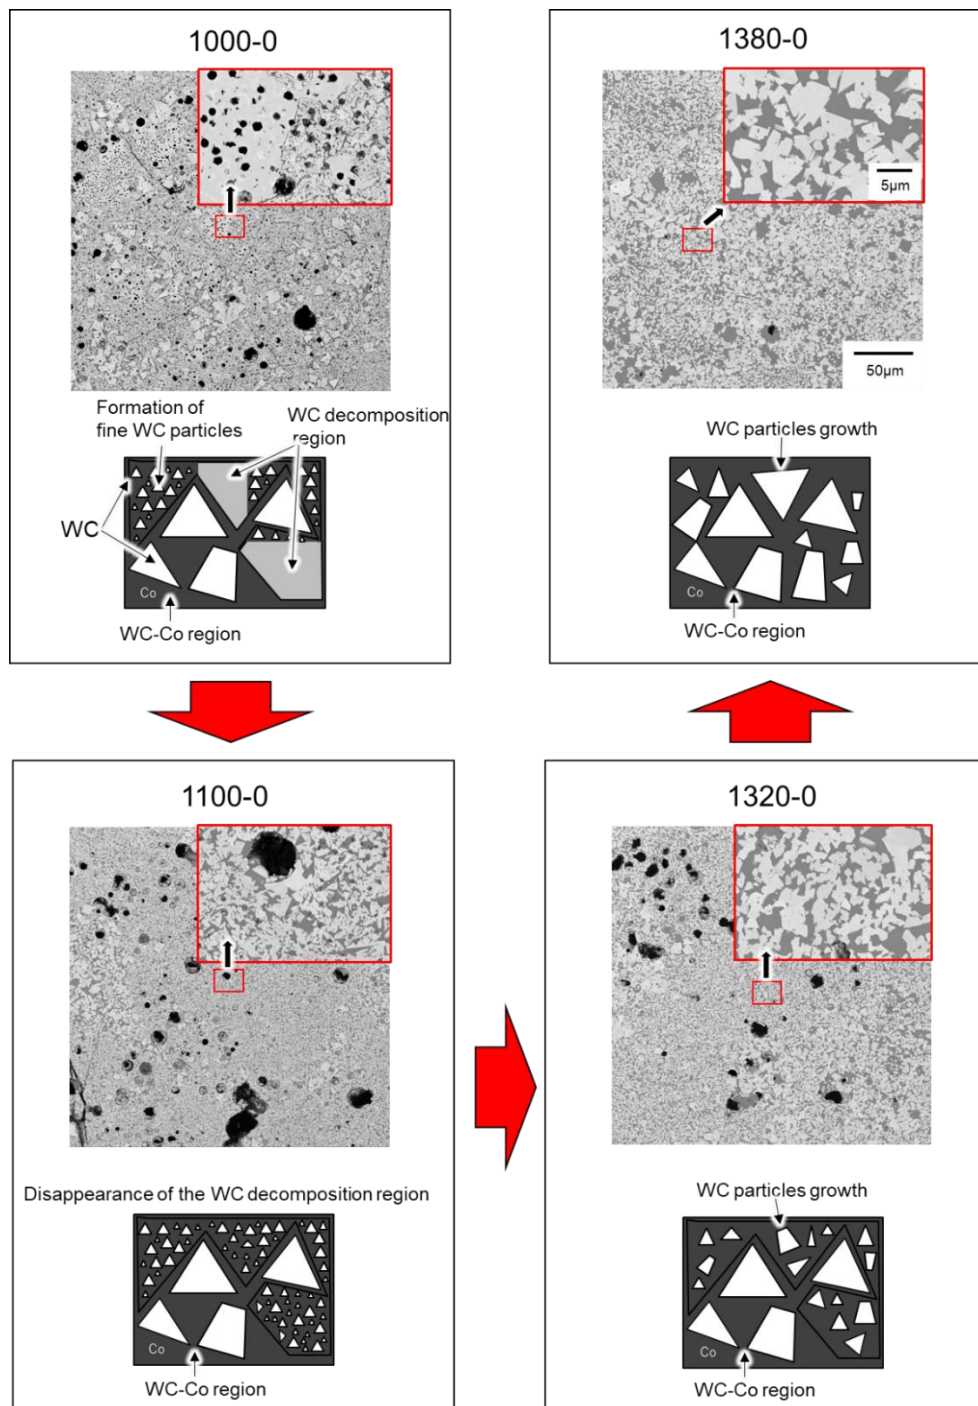 1000-0
Formation of
fine WC particles
WC decomposition
region
WC
Co
WC-Co region
1380-0
5μm
50μm
WC particles growth
Co
WC-Co region
1100-0
Disappearance of the WC decomposition region
Co
WC-Co region
1320-0
WC particles growth
Co
WC-Co region